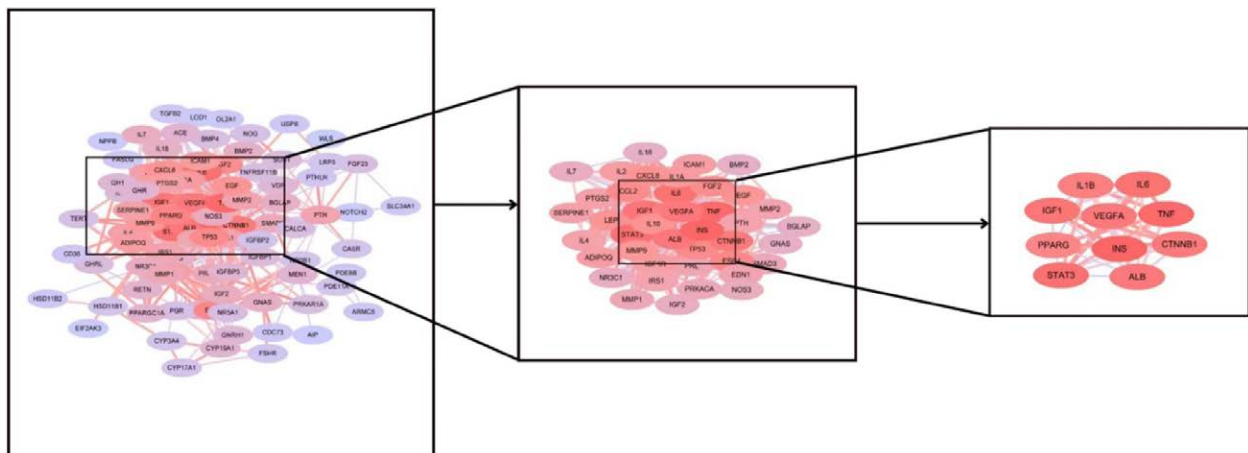 TGFB2 LCD1 OL2A1 USP8
NPPB IL7 ACE BMP4 NOG WLS
IL18 BMP2 LRP5 FGF23
CXCL8 ICAM1 TNFRSF11B PTH1R
GH1 GHR PTGS2 EGF VDR
IGF1 VEGFA MMP2 BGLAP
SERPINE1 NOS3 PTH NOTCH2 SLC34A1
TERT MMP9 PPARG CTNNB1 CALCA
ADIPOQ ALB TP53 IGFBP2 CASR
CD36 GHRL IRS1 IGFBP1
NR3C1 MMP1 PRL IGFBP3 MEN1 PDE8B
RETN IGF2 GNAS PRKAR1A PDE11A
HSD11B2 HSD11B1 PPARGC1A PGR NR5A1 ARMC5
EIF2AK3 CYP3A4 GNRH1 CDC73 AIP
CYP19A1 FSHR
CYP17A1
IL18
IL7 IL2 ICAM1 BMP2
CXCL8 IL1A
PTGS2 CCL2 IL6 FGF2 EGF
SERPINE1 LEP IGF1 VEGFA TNF MMP2
IL10 PTH BGLAP
IL4 STAT3 INS CTNNB1 GNAS
ADIPOQ MMP9 ALB TP53 SMAD3
NR3C1 IGF1R PRL ESR1 EDN1
IRS1 PRKACA NOS3
MMP1 IGF2
IL1B IL6
IGF1 VEGFA TNF
PPARG INS CTNNB1
STAT3 ALB